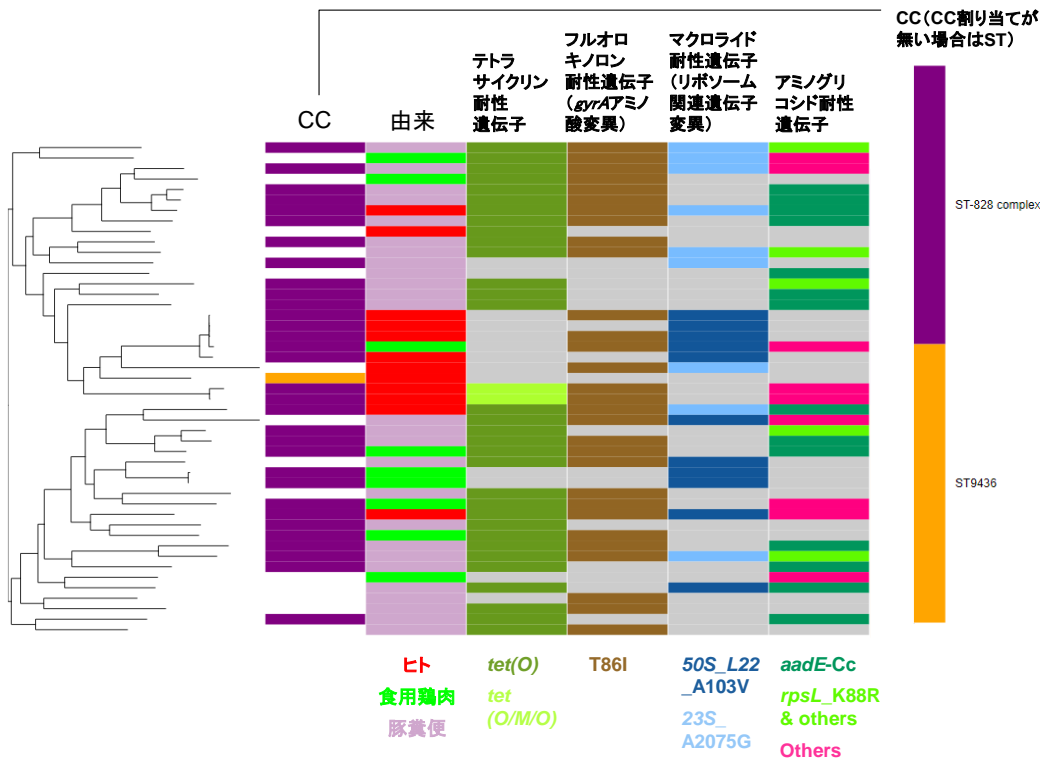 CC（CC割り当てが
無い場合はST）
CC
由来
テトラ
サイクリン
耐性
遺伝子
フルオロ
キノロン
耐性遺伝子
（gyrAアミノ
酸変異）
マクロライド
耐性遺伝子
（リボソーム
関連遺伝子
変異）
アミノグリ
コシド耐性
遺伝子
ST-828 complex
ST9436
ヒト
食用鶏肉
豚糞便
tet(O)
tet
(O/M/O)
T86I
50S_L22
_A103V
23S_
A2075G
aadE-Cc
rpsL_K88R
& others
Others